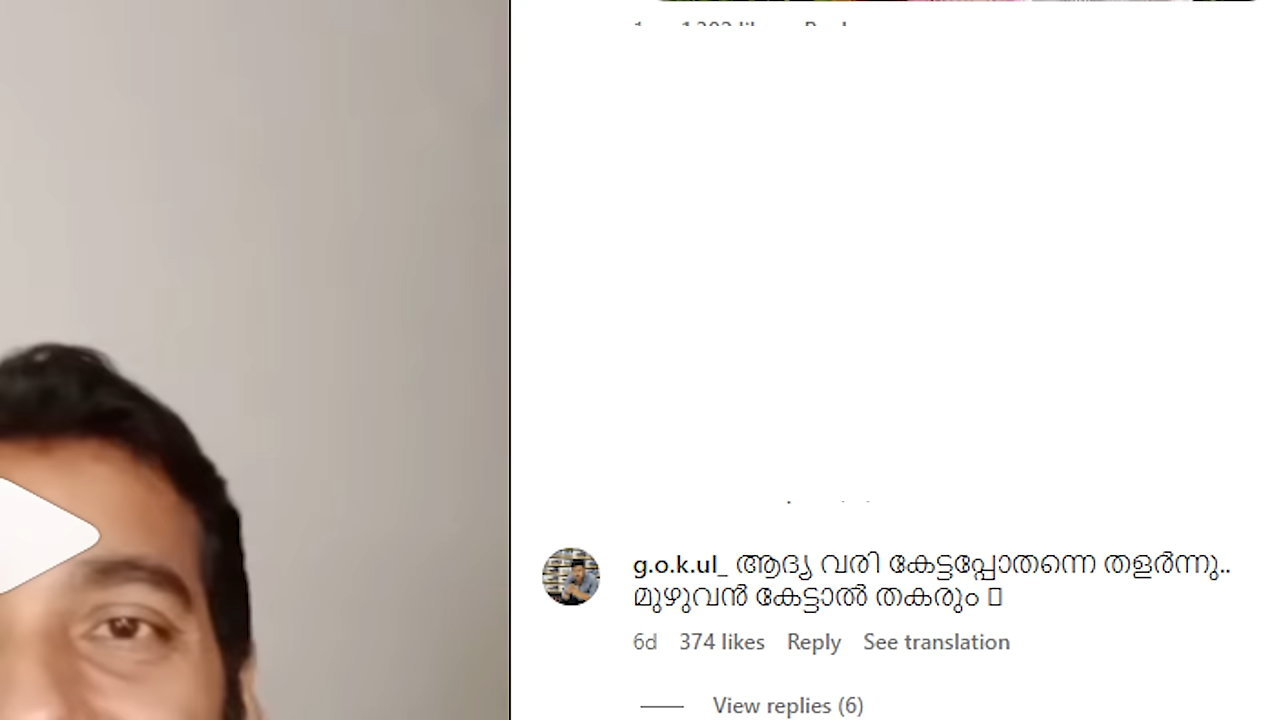 g.o.k.ul_ ആദ്യ വരി കേട്ടപ്പോതന്നെ തളർന്നു..
മുഴുവൻ കേട്ടാൽ തകരും
6d 374 likes Reply See translation
View replies (6)